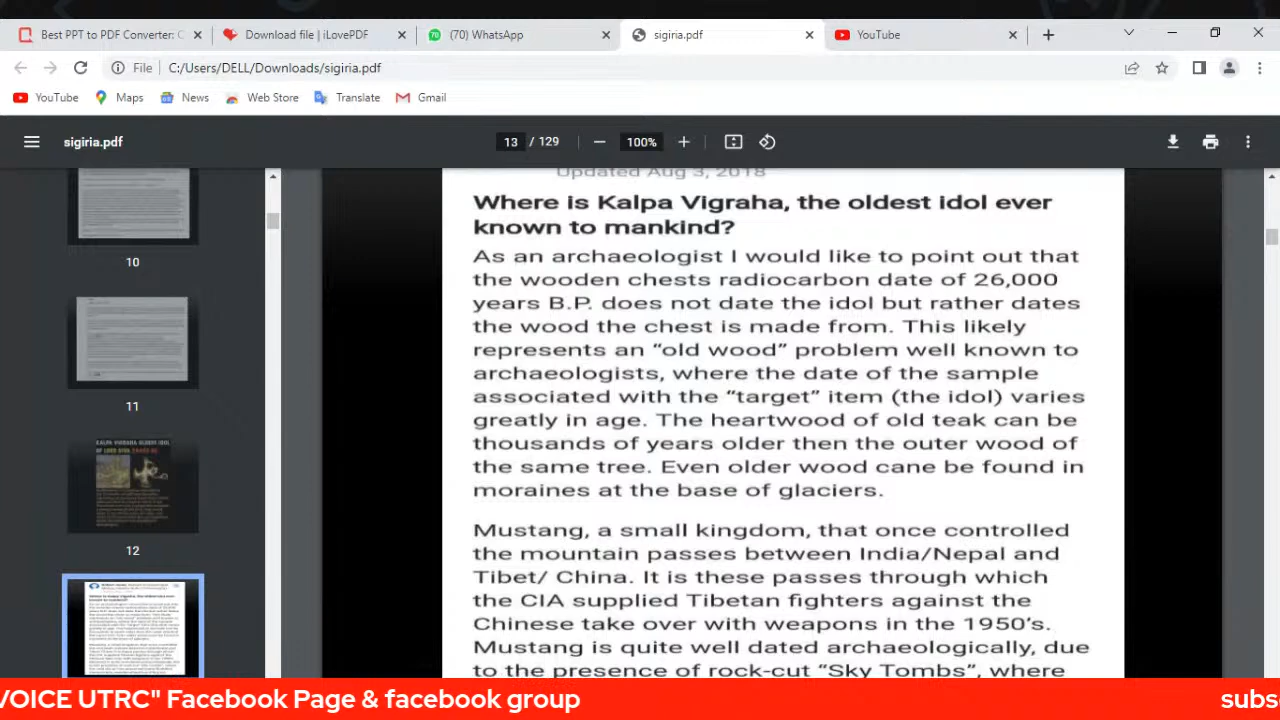 Best PPT to PDF Converter: C
Download file | iLovePDF
(70) WhatsApp
sigiria.pdf
YouTube
File
C:/Users/DELL/Downloads/sigiria.pdf
YouTube
Maps
News
Web Store
Translate
Gmail
sigiria.pdf
13 / 129
100%
10
11
KALPA VIGRAHA OLDEST IDOL
12
Updated Aug 3, 2018
Where is Kalpa Vigraha, the oldest idol ever
known to mankind?
As an archaeologist I would like to point out that
the wooden chests radiocarbon date of 26,000
years B.P. does not date the idol but rather dates
the wood the chest is made from. This likely
represents an “old wood” problem well known to
archaeologists, where the date of the sample
associated with the “target” item (the idol) varies
greatly in age. The heartwood of old teak can be
thousands of years older then the outer wood of
the same tree. Even older wood cane be found in
moraines at the base of glaciers.
Mustang, a small kingdom, that once controlled
the mountain passes between India/Nepal and
Tibet/ China. It is these passes through which
the CIA supplied Tibetan fighters against the
Chinese take over with weapons in the 1950’s.
Mustang is quite well dated archaeologically, due
to the presence of rock-cut “Sky Tombs”, where
VOICE UTRC" Facebook Page & facebook group
subs